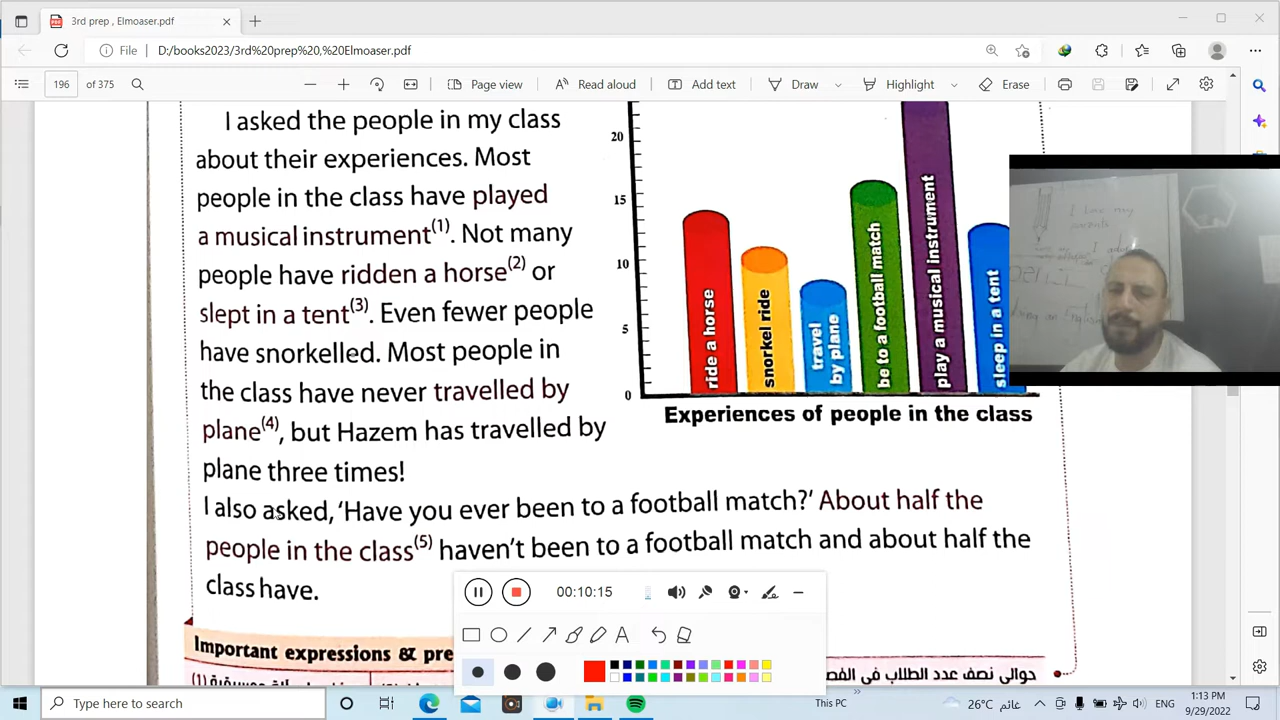 3rd prep , Elmoaser.pdf
File
D:/books2023/3rd%20prep%20,%20Elmoaser.pdf
196 of 375
Page view
Read aloud
Add text
Draw
Highlight
Erase
I asked the people in my class
about their experiences. Most
people in the class have played
a musical instrument(1). Not many
people have ridden a horse(2) or
slept in a tent(3). Even fewer people
have snorkelled. Most people in
the class have never travelled by
plane(4), but Hazem has travelled by
plane three times!
I also asked, 'Have you ever been to a football match?' About half the
people in the class(5) haven't been to a football match and about half the
class have.
20
15
10
5
0
ride a horse
snorkel ride
travel
by plane
be to a football match
play a musical instrument
sleep in a tent
Experiences of people in the class
I
00:10:15
A
Important expressions & pre
(1)
حوالى نصف عدد الطلاب فى الفص
Type here to search
This PC
26°C غائم
ENG
1:13 PM
9/29/2022